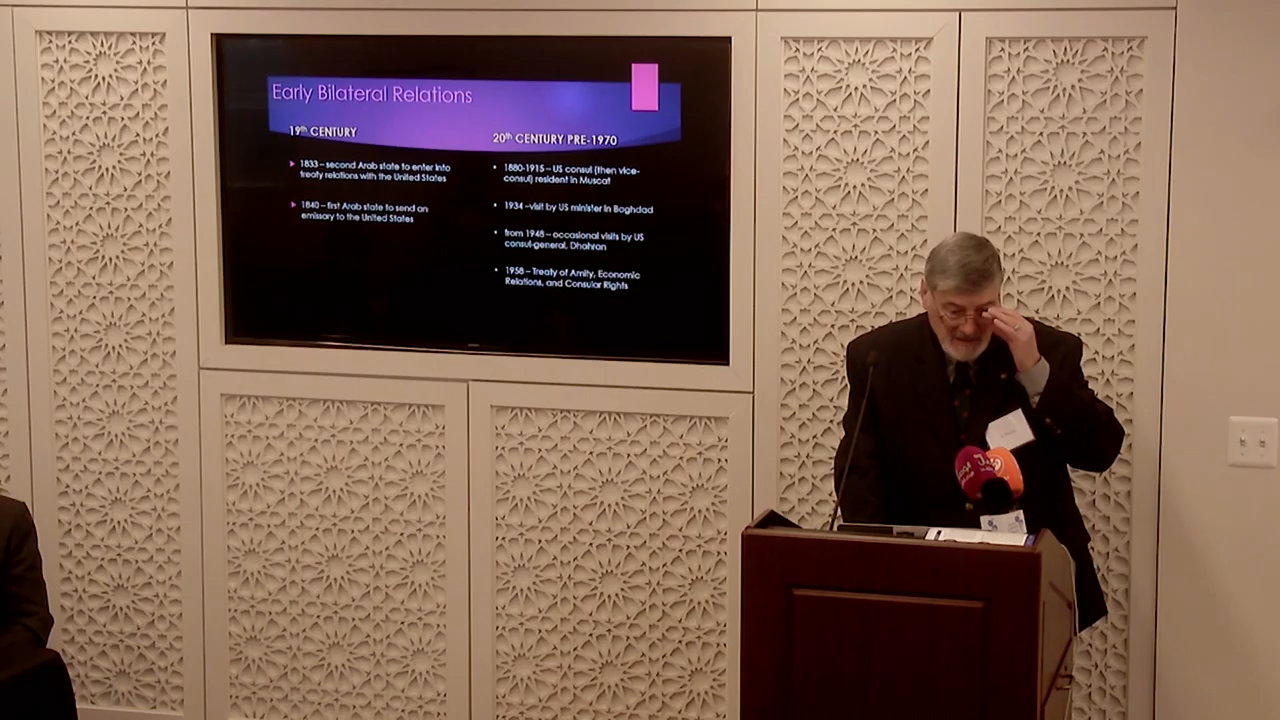 Early Bilateral Relations
19th CENTURY
1833 – second Arab state to enter into
treaty relations with the United States
1840 – first Arab state to send an
emissary to the United States
20th CENTURY PRE-1970
1880-1915 – US consul (then vice-
consul) resident in Muscat
1934 –visit by US minister in Baghdad
from 1948 – occasional visits by US
consul-general, Dhahran
1958 – Treaty of Amity, Economic
Relations, and Consular Rights